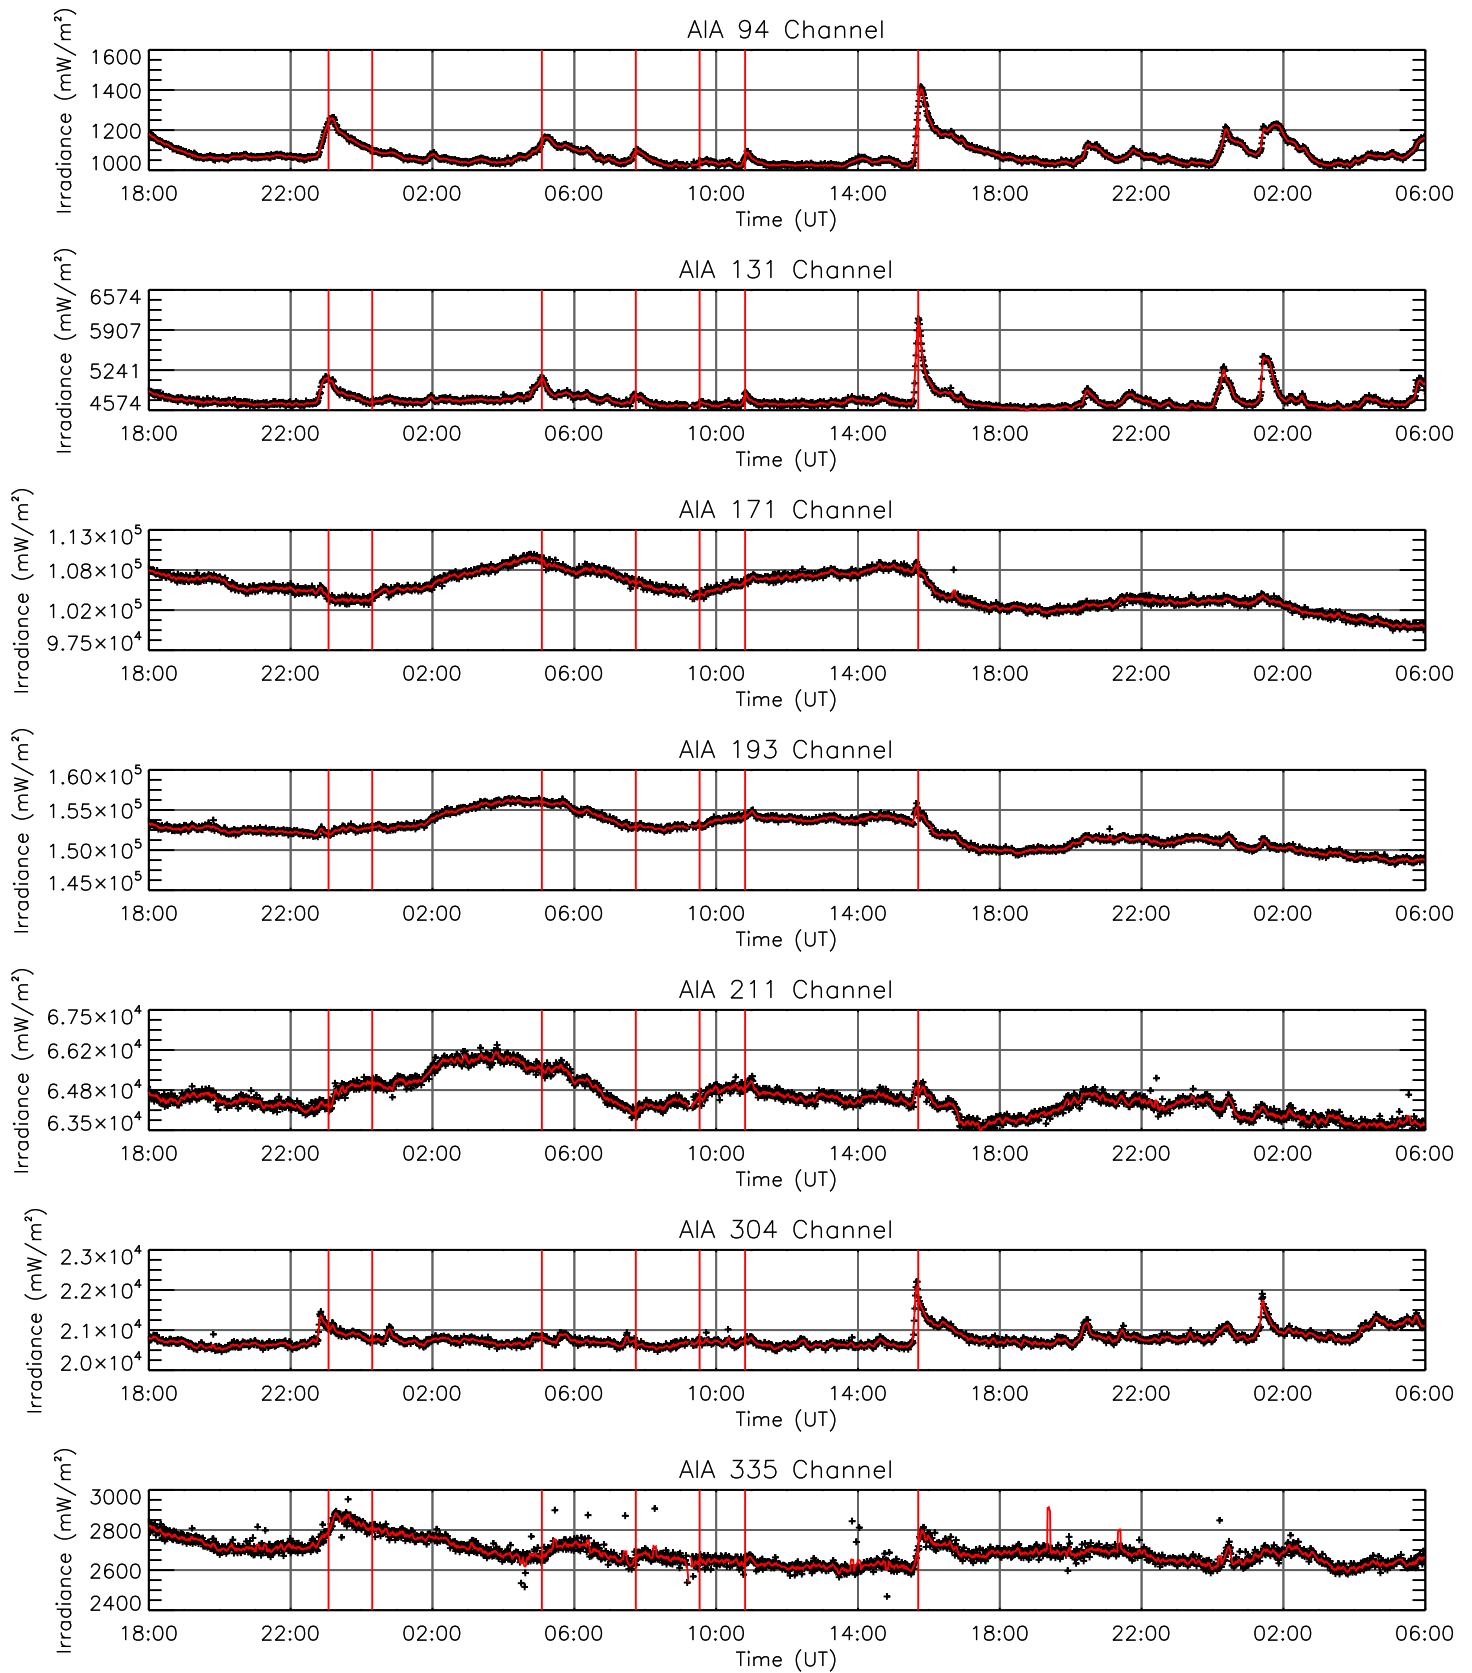 AIA 94 Channel
Irradiance (mW/m²)
1600
1400
1200
1000
18:00 22:00 02:00 06:00 10:00 14:00 18:00 22:00 02:00 06:00
Time (UT)
AIA 131 Channel
Irradiance (mW/m²)
6574
5907
5241
4574
18:00 22:00 02:00 06:00 10:00 14:00 18:00 22:00 02:00 06:00
Time (UT)
AIA 171 Channel
Irradiance (mW/m²)
1.13×10⁵
1.08×10⁵
1.02×10⁵
9.75×10⁴
18:00 22:00 02:00 06:00 10:00 14:00 18:00 22:00 02:00 06:00
Time (UT)
AIA 193 Channel
Irradiance (mW/m²)
1.60×10⁵
1.55×10⁵
1.50×10⁵
1.45×10⁵
18:00 22:00 02:00 06:00 10:00 14:00 18:00 22:00 02:00 06:00
Time (UT)
AIA 211 Channel
Irradiance (mW/m²)
6.75×10⁴
6.62×10⁴
6.48×10⁴
6.35×10⁴
18:00 22:00 02:00 06:00 10:00 14:00 18:00 22:00 02:00 06:00
Time (UT)
AIA 304 Channel
Irradiance (mW/m²)
2.3×10⁴
2.2×10⁴
2.1×10⁴
2.0×10⁴
18:00 22:00 02:00 06:00 10:00 14:00 18:00 22:00 02:00 06:00
Time (UT)
AIA 335 Channel
Irradiance (mW/m²)
3000
2800
2600
2400
18:00 22:00 02:00 06:00 10:00 14:00 18:00 22:00 02:00 06:00
Time (UT)